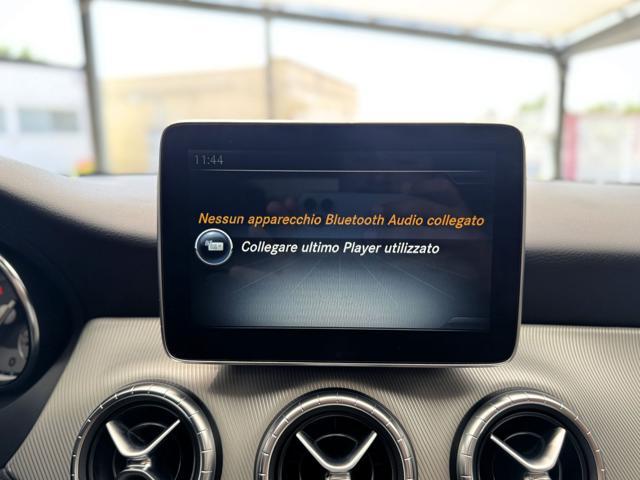 11:44
Nessun apparecchio Bluetooth Audio collegato
Collegare ultimo Player utilizzato